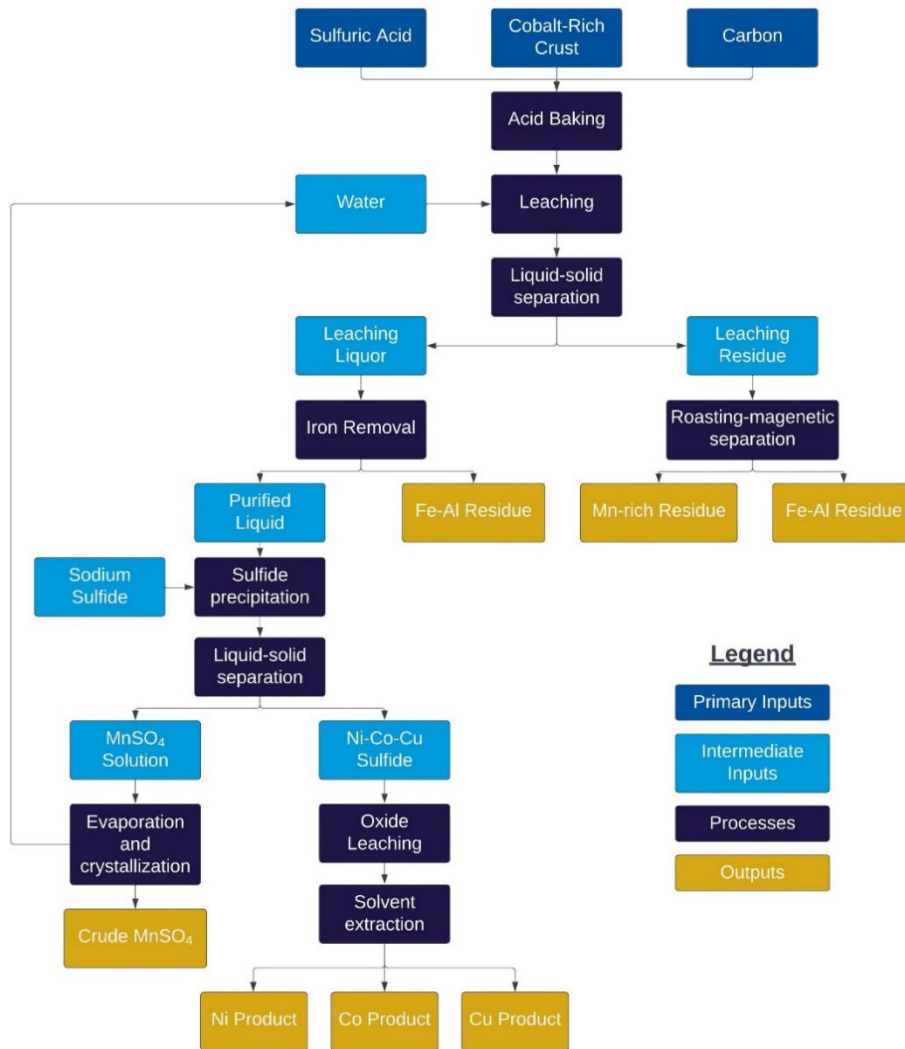 Sulfuric Acid
Cobalt-Rich
Crust
Carbon
Acid Baking
Water
Leaching
Liquid-solid
separation
Leaching
Liquor
Leaching
Residue
Iron Removal
Roasting-magenetic
separation
Purified
Liquid
Fe-Al Residue
Mn-rich Residue
Fe-Al Residue
Sodium
Sulfide
Sulfide
precipitation
Liquid-solid
separation
Legend
Primary Inputs
MnSO₄
Solution
Ni-Co-Cu
Sulfide
Intermediate
Inputs
Evaporation
and
crystallization
Oxide
Leaching
Processes
Solvent
extraction
Outputs
Crude MnSO₄
Ni Product
Co Product
Cu Product